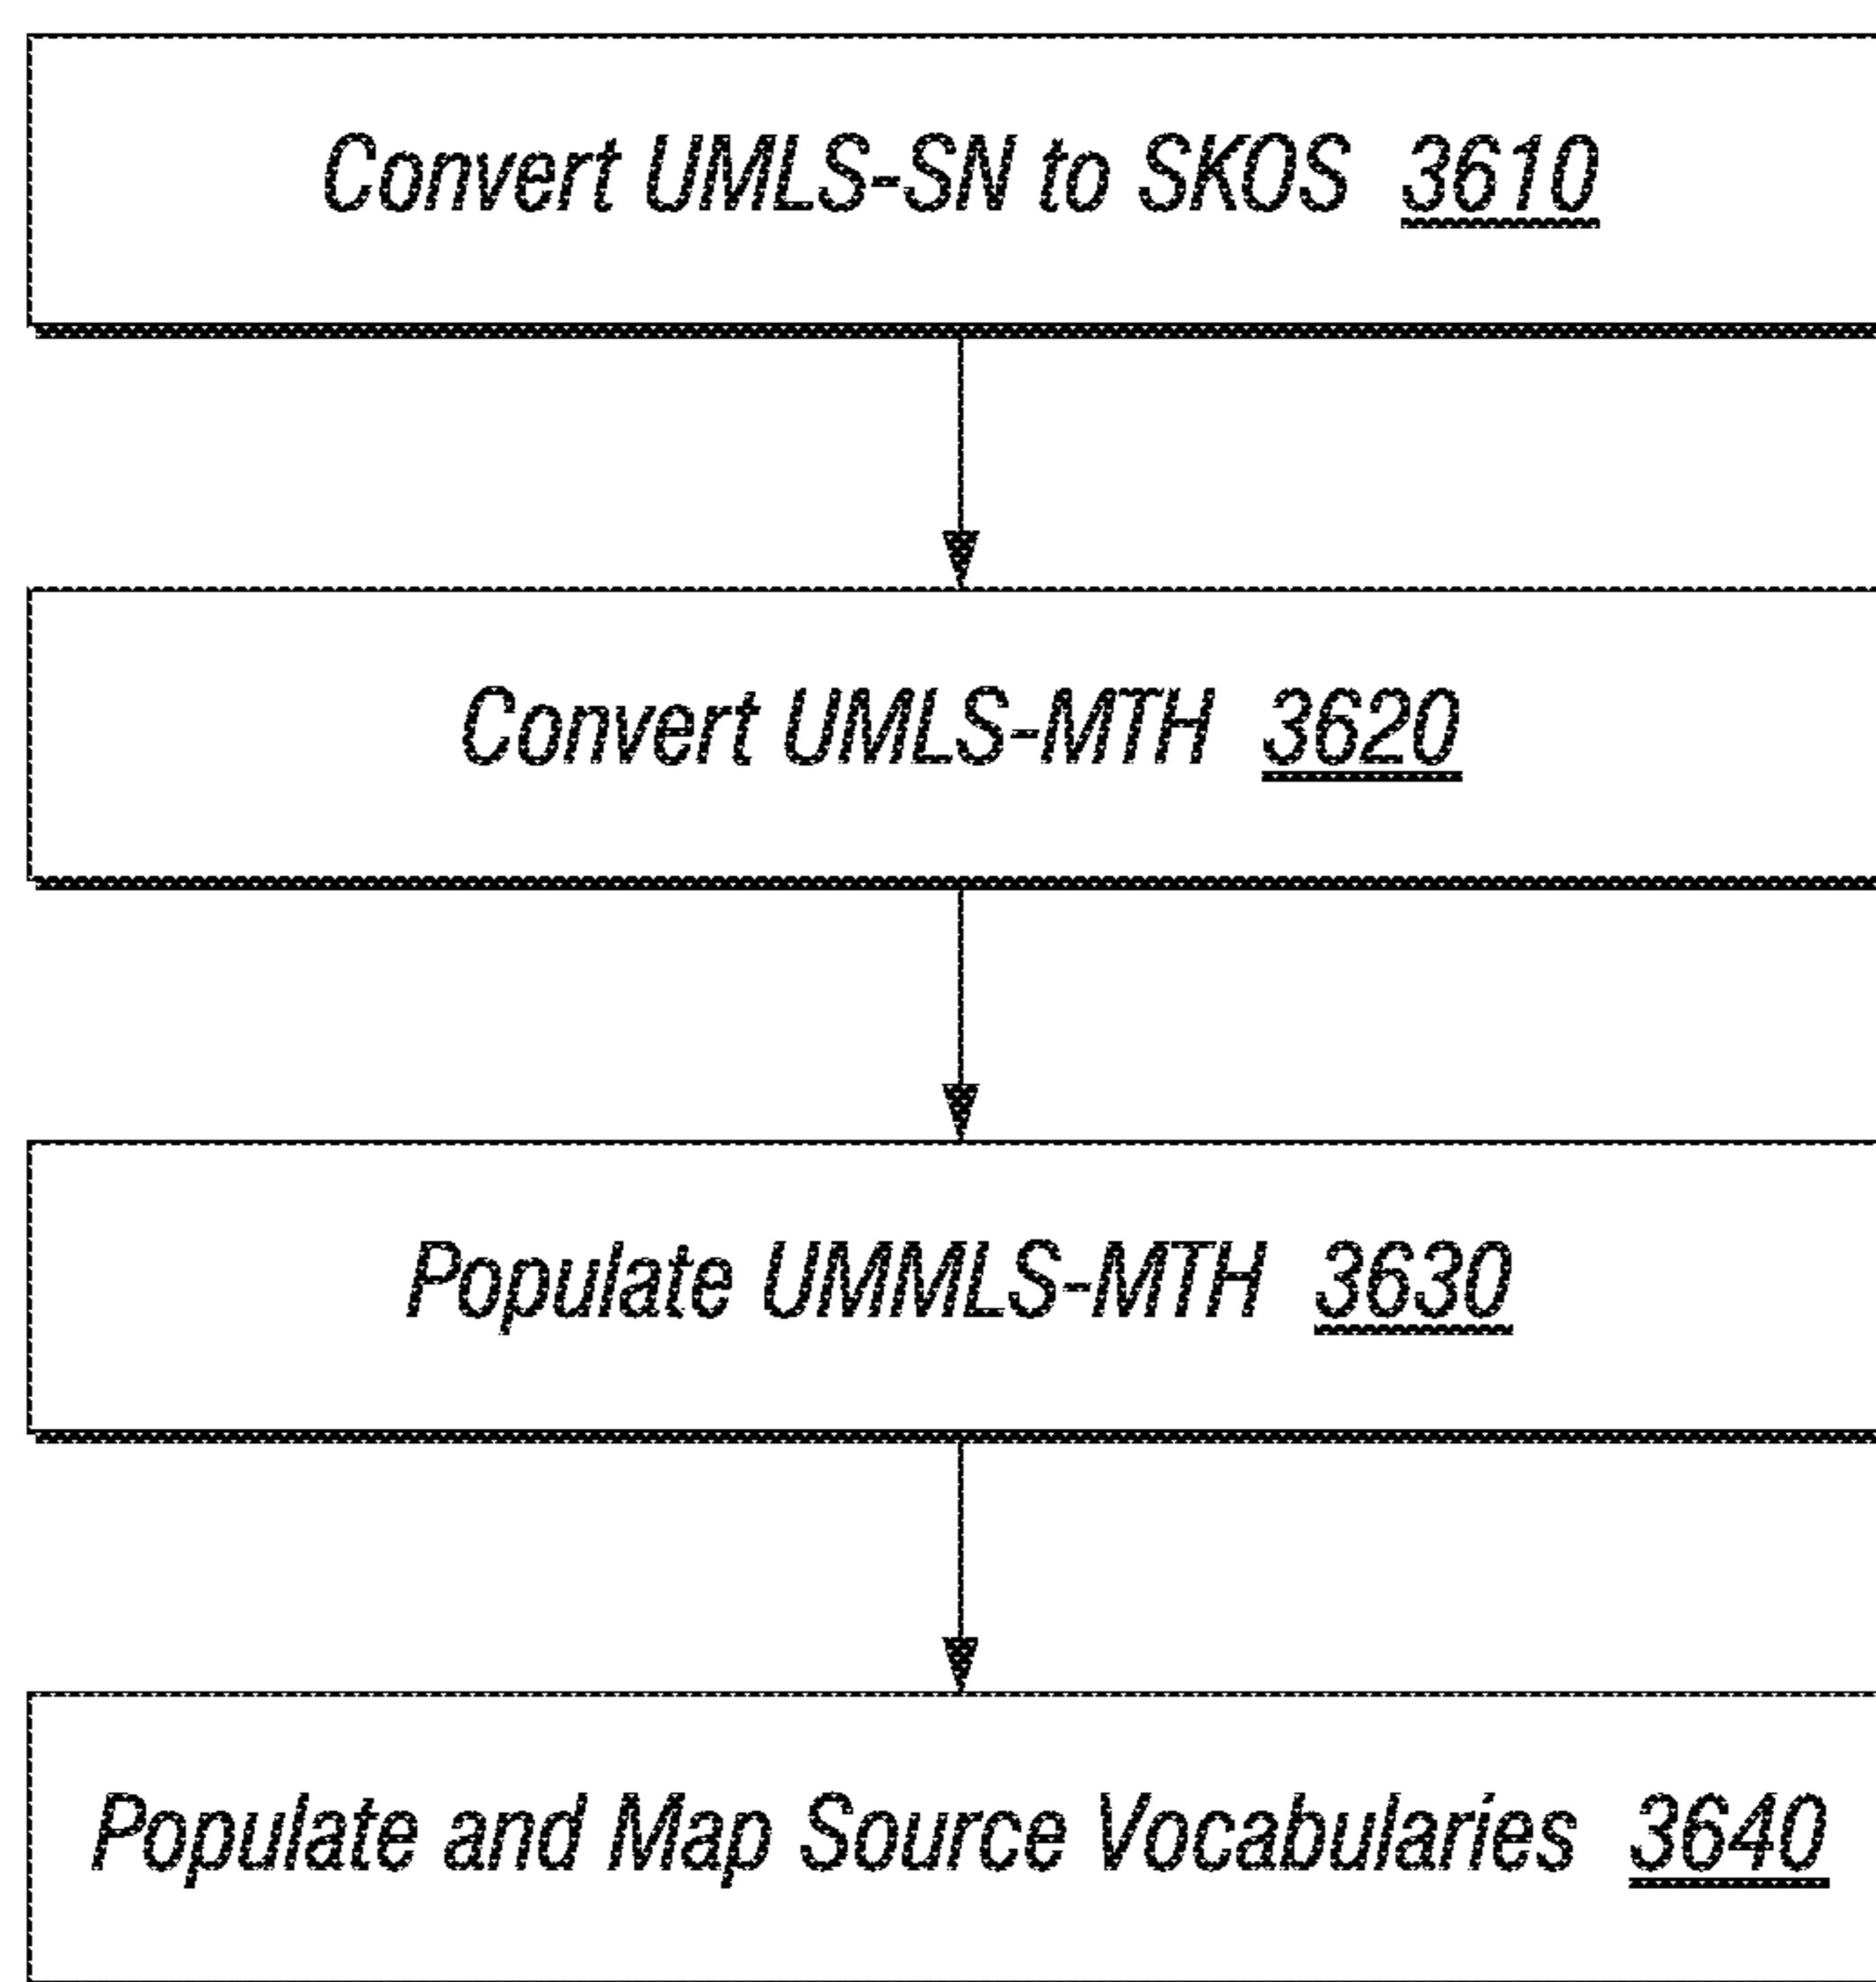 Convert UMLS-SN to SKOS 3610
Convert UMLS-MTH 3620
Populate UMMLS-MTH 3630
Populate and Map Source Vocabularies 3640